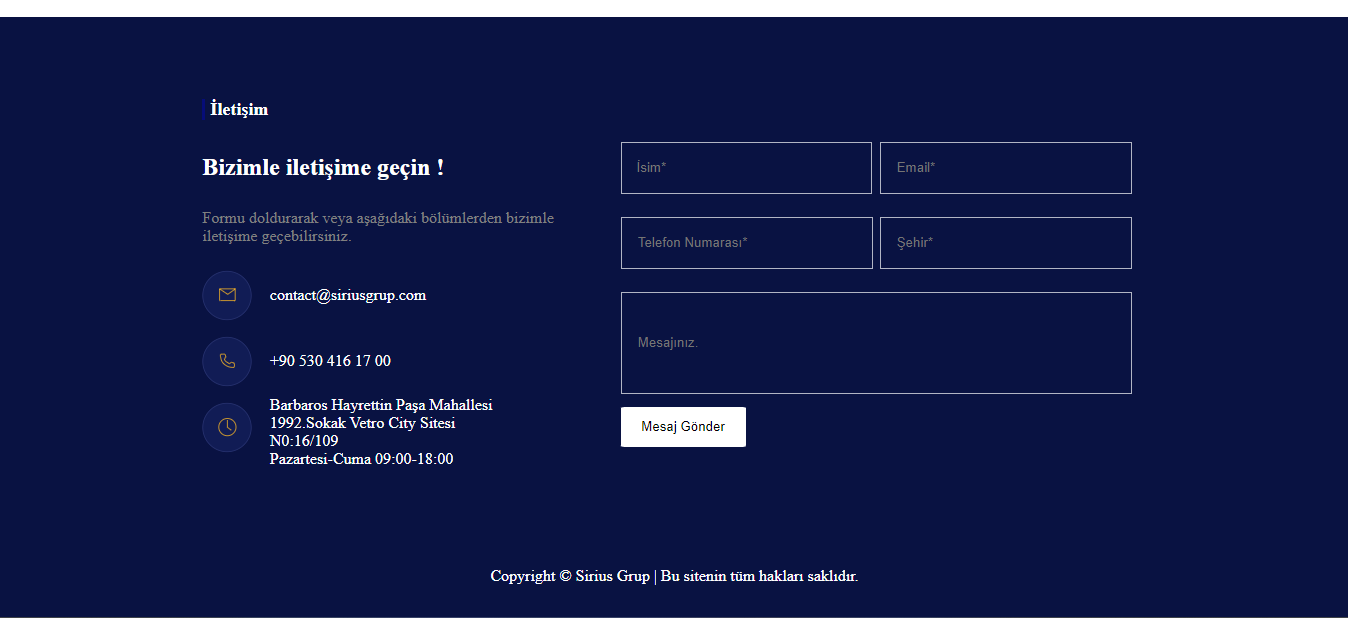 İletişim
Bizimle iletişime geçin !
Formu doldurarak veya aşağıdaki bölümlerden bizimle
iletişime geçebilirsiniz.
contact@siriusgrup.com
+90 530 416 17 00
Barbaros Hayrettin Paşa Mahallesi
1992.Sokak Vetro City Sitesi
N0:16/109
Pazartesi-Cuma 09:00-18:00
İsim*
Email*
Telefon Numarası*
Şehir*
Mesajınız.
Mesaj Gönder
Copyright © Sirius Grup | Bu sitenin tüm hakları saklıdır.